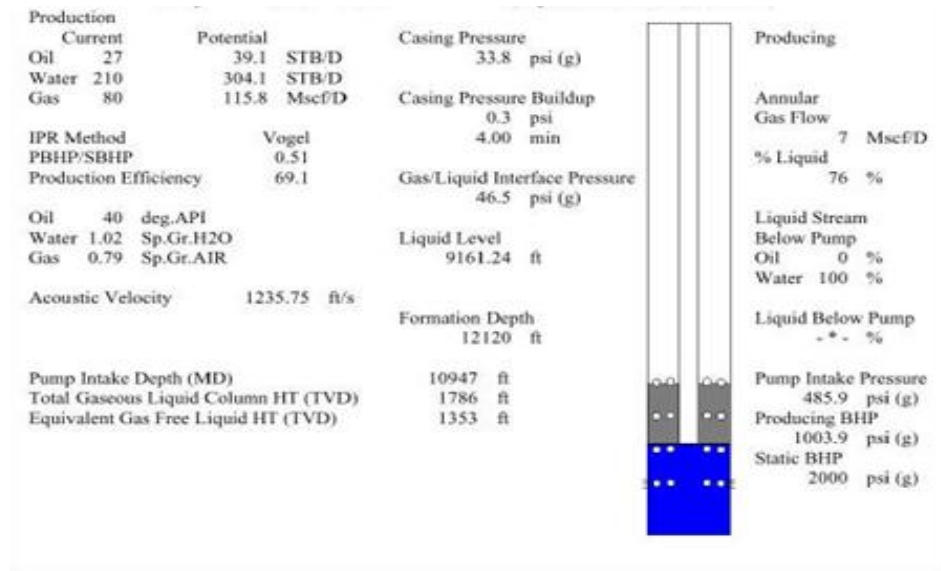 Production
Current Potential
Oil 27 39.1 STB/D
Water 210 304.1 STB/D
Gas 80 115.8 Mscf/D
IPR Method Vogel
PBHP/SBHP 0.51
Production Efficiency 69.1
Oil 40 deg.API
Water 1.02 Sp.Gr.H2O
Gas 0.79 Sp.Gr.AIR
Acoustic Velocity 1235.75 ft/s
Casing Pressure
33.8 psi (g)
Casing Pressure Buildup
0.3 psi
4.00 min
Gas/Liquid Interface Pressure
46.5 psi (g)
Liquid Level
9161.24 ft
Formation Depth
12120 ft
Pump Intake Depth (MD) 10947 ft
Total Gaseous Liquid Column HT (TVD) 1786 ft
Equivalent Gas Free Liquid HT (TVD) 1353 ft
Producing
Annular
Gas Flow
7 Mscf/D
% Liquid
76 %
Liquid Stream
Below Pump
Oil 0 %
Water 100 %
Liquid Below Pump
- * - %
Pump Intake Pressure
485.9 psi (g)
Producing BHP
1003.9 psi (g)
Static BHP
2000 psi (g)